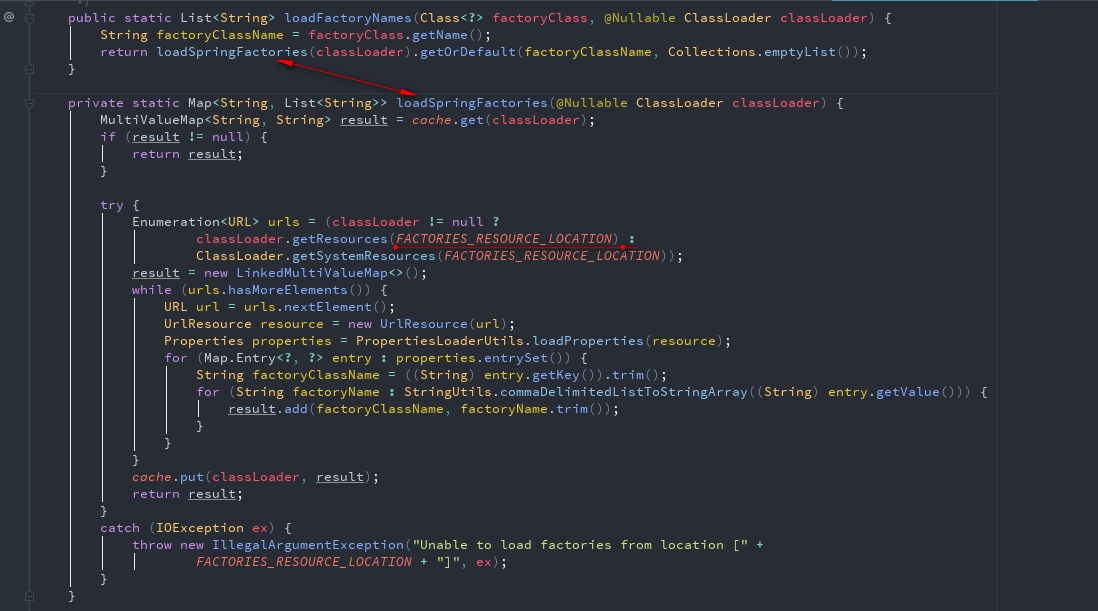 */
@ public static List<String> loadFactoryNames(Class<?> factoryClass, @Nullable ClassLoader classLoader) {
String factoryClassName = factoryClass.getName();
return loadSpringFactories(classLoader).getOrDefault(factoryClassName, Collections.emptyList());
}
private static Map<String, List<String>> loadSpringFactories(@Nullable ClassLoader classLoader) {
MultiValueMap<String, String> result = cache.get(classLoader);
if (result != null) {
return result;
}
try {
Enumeration<URL> urls = (classLoader != null ?
classLoader.getResources(FACTORIES_RESOURCE_LOCATION) :
ClassLoader.getSystemResources(FACTORIES_RESOURCE_LOCATION));
result = new LinkedMultiValueMap<>();
while (urls.hasMoreElements()) {
URL url = urls.nextElement();
UrlResource resource = new UrlResource(url);
Properties properties = PropertiesLoaderUtils.loadProperties(resource);
for (Map.Entry<?, ?> entry : properties.entrySet()) {
String factoryClassName = ((String) entry.getKey()).trim();
for (String factoryName : StringUtils.commaDelimitedListToStringArray((String) entry.getValue())) {
result.add(factoryClassName, factoryName.trim());
}
}
}
cache.put(classLoader, result);
return result;
}
catch (IOException ex) {
throw new IllegalArgumentException("Unable to load factories from location [" +
FACTORIES_RESOURCE_LOCATION + "]", ex);
}
}